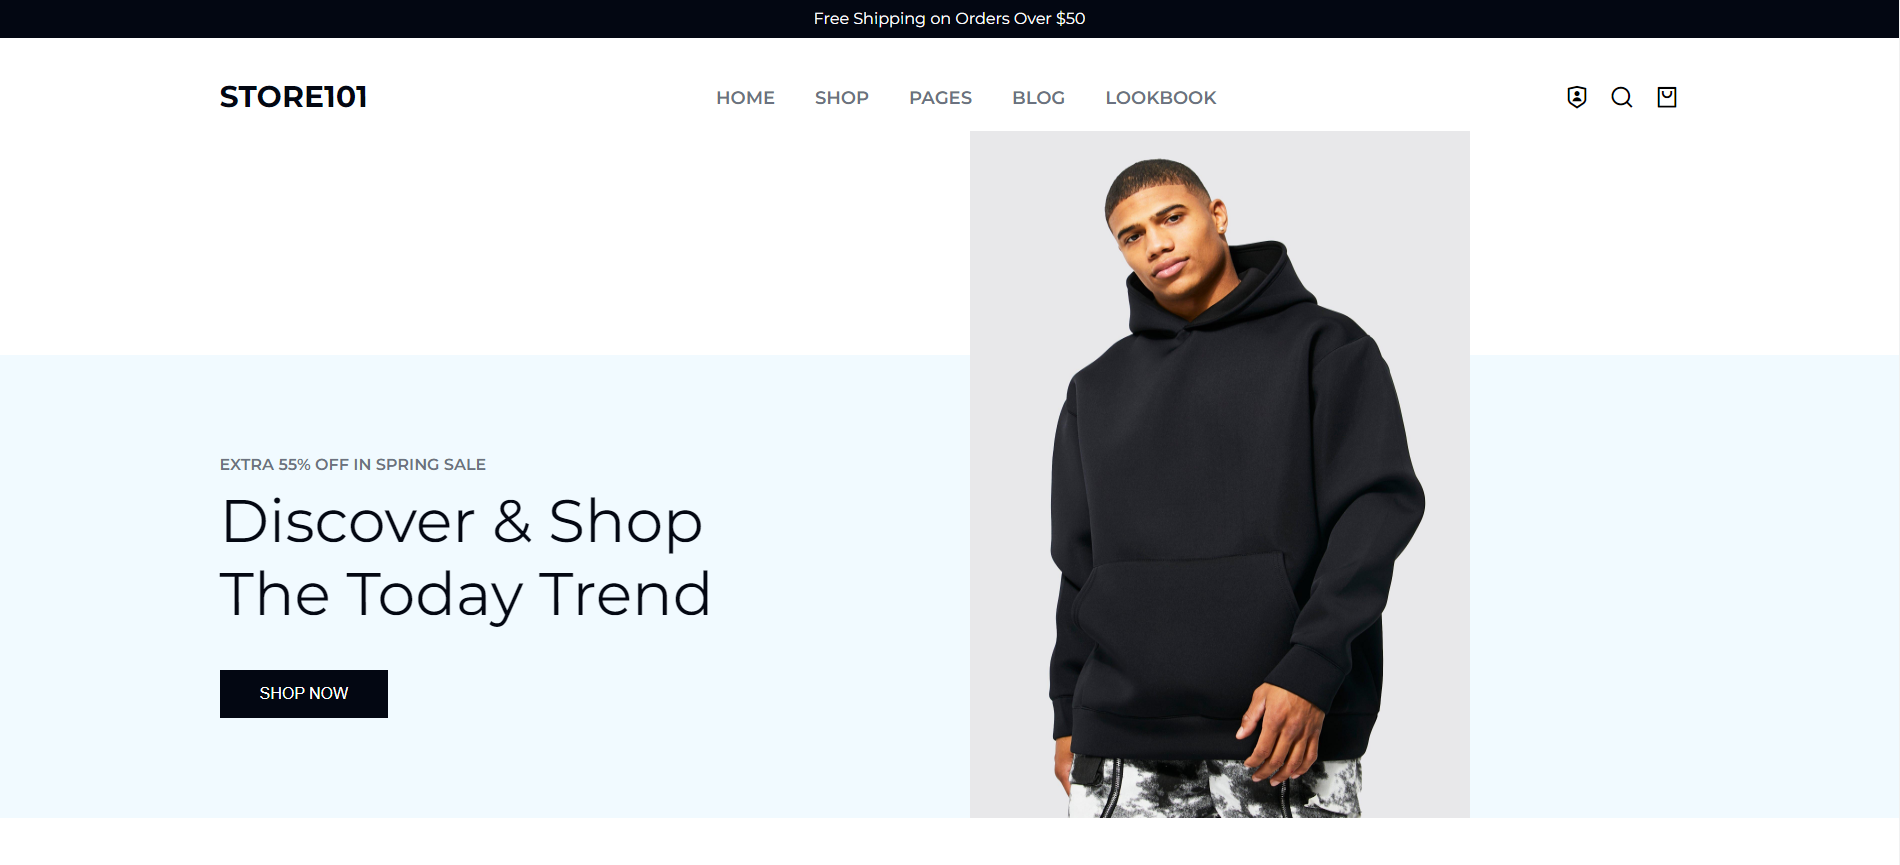 Free Shipping on Orders Over $50
STORE101
HOME SHOP PAGES BLOG LOOKBOOK
EXTRA 55% OFF IN SPRING SALE
Discover & Shop
The Today Trend
SHOP NOW